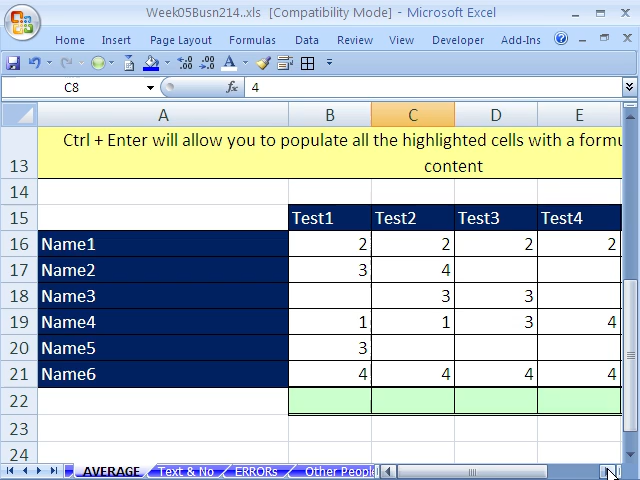 Week05Busn214..xls [Compatibility Mode] - Microsoft Excel
Home Insert Page Layout Formulas Data Review View Developer Add-Ins
C8 fx 4
A B C D E
13 Ctrl + Enter will allow you to populate all the highlighted cells with a formu
content
14
15 Test1 Test2 Test3 Test4
16 Name1 2 2 2 2
17 Name2 3 4
18 Name3 3 3
19 Name4 1 1 3 4
20 Name5 3
21 Name6 4 4 4 4
22
23
24
AVERAGE Text & No ERRORs Other People